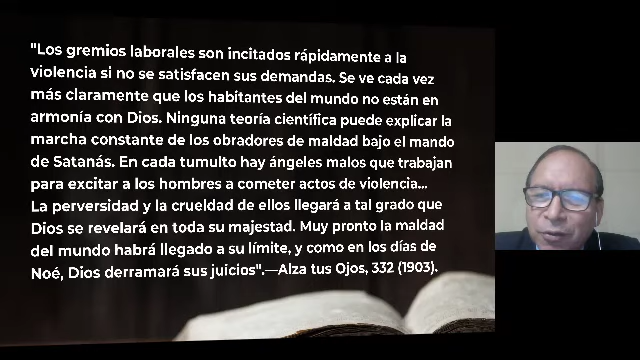 "Los gremios laborales son incitados rápidamente a la
violencia si no se satisfacen sus demandas. Se ve cada vez
más claramente que los habitantes del mundo no están en
armonía con Dios. Ninguna teoría científica puede explicar la
marcha constante de los obradores de maldad bajo el mando
de Satanás. En cada tumulto hay ángeles malos que trabajan
para excitar a los hombres a cometer actos de violencia...
La perversidad y la crueldad de ellos llegará a tal grado que
Dios se revelará en toda su majestad. Muy pronto la maldad
del mundo habrá llegado a su límite, y como en los días de
Noé, Dios derramará sus juicios".—Alza tus Ojos, 332 (1903).